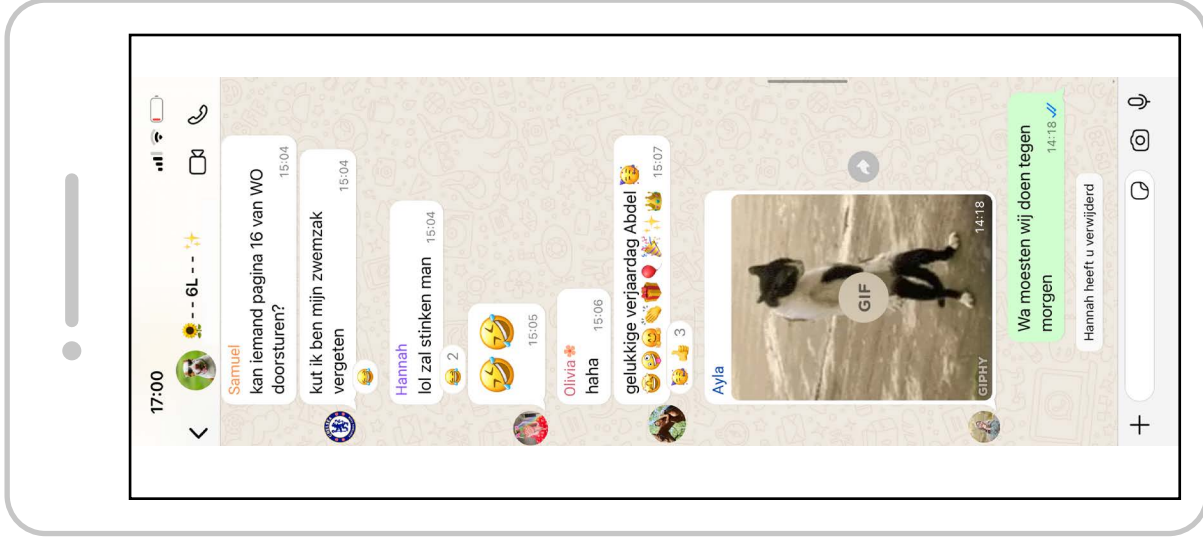 17:00
🌻 - - - 6L - - ✨
Samuel
kan iemand pagina 16 van WO
doorsturen?
15:04
kut ik ben mijn zwemzak
vergeten
15:04
😂
Hannah
lol zal stinken man
15:04
😂 2
🤣🤣
15:05
Olivia 🌸
haha
15:06
gelukkige verjaardag Abdel 🥳
🤩🤪🤗👏🎁🎈🎉✨👑
15:07
🥳 👍 3
Ayla
GIF
GIPHY
14:18
Wa moesten wij doen tegen
morgen
14:18
Hannah heeft u verwijderd